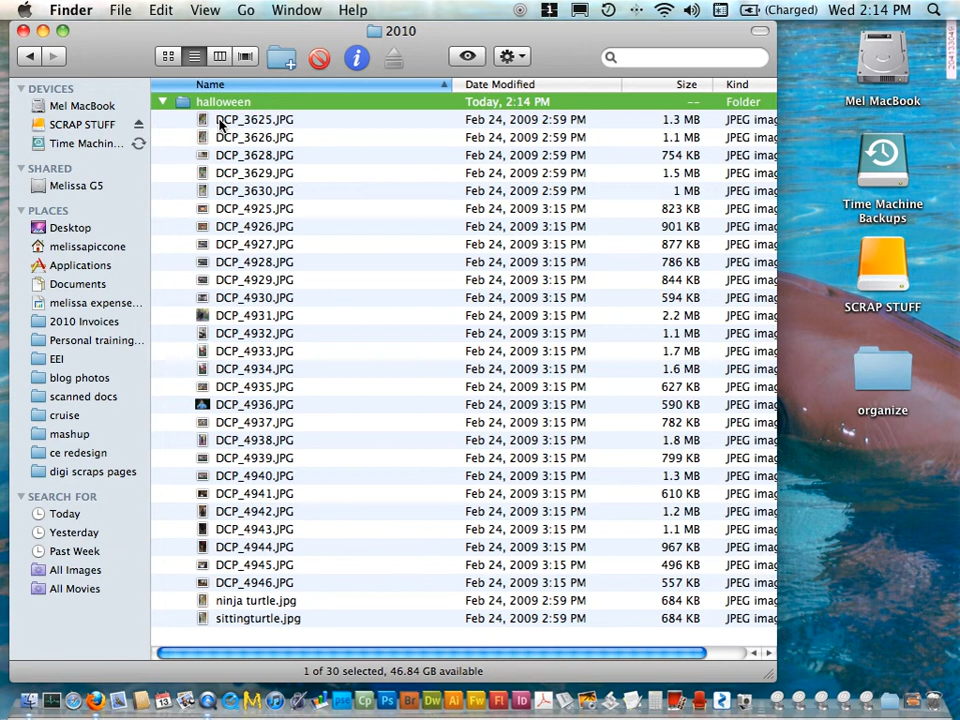 Finder File Edit View Go Window Help (Charged) Wed 2:14 PM
2010
Name Date Modified Size Kind
DEVICES
Mel MacBook
SCRAP STUFF
Time Machin...
SHARED
Melissa G5
PLACES
Desktop
melissapiccone
Applications
Documents
melissa expense...
2010 Invoices
Personal training...
EEI
blog photos
scanned docs
cruise
mashup
ce redesign
digi scraps pages
SEARCH FOR
Today
Yesterday
Past Week
All Images
All Movies
halloween Today, 2:14 PM -- Folder
DCP_3625.JPG Feb 24, 2009 2:59 PM 1.3 MB JPEG imag
DCP_3626.JPG Feb 24, 2009 2:59 PM 1.1 MB JPEG imag
DCP_3628.JPG Feb 24, 2009 2:59 PM 754 KB JPEG imag
DCP_3629.JPG Feb 24, 2009 2:59 PM 1.5 MB JPEG imag
DCP_3630.JPG Feb 24, 2009 2:59 PM 1 MB JPEG imag
DCP_4925.JPG Feb 24, 2009 3:15 PM 823 KB JPEG imag
DCP_4926.JPG Feb 24, 2009 3:15 PM 901 KB JPEG imag
DCP_4927.JPG Feb 24, 2009 3:15 PM 877 KB JPEG imag
DCP_4928.JPG Feb 24, 2009 3:15 PM 786 KB JPEG imag
DCP_4929.JPG Feb 24, 2009 3:15 PM 844 KB JPEG imag
DCP_4930.JPG Feb 24, 2009 3:15 PM 594 KB JPEG imag
DCP_4931.JPG Feb 24, 2009 3:15 PM 2.2 MB JPEG imag
DCP_4932.JPG Feb 24, 2009 3:15 PM 1.1 MB JPEG imag
DCP_4933.JPG Feb 24, 2009 3:15 PM 1.7 MB JPEG imag
DCP_4934.JPG Feb 24, 2009 3:15 PM 1.6 MB JPEG imag
DCP_4935.JPG Feb 24, 2009 3:15 PM 627 KB JPEG imag
DCP_4936.JPG Feb 24, 2009 3:15 PM 590 KB JPEG imag
DCP_4937.JPG Feb 24, 2009 3:15 PM 782 KB JPEG imag
DCP_4938.JPG Feb 24, 2009 3:15 PM 1.8 MB JPEG imag
DCP_4939.JPG Feb 24, 2009 3:15 PM 799 KB JPEG imag
DCP_4940.JPG Feb 24, 2009 3:15 PM 1.3 MB JPEG imag
DCP_4941.JPG Feb 24, 2009 3:15 PM 610 KB JPEG imag
DCP_4942.JPG Feb 24, 2009 3:15 PM 1.2 MB JPEG imag
DCP_4943.JPG Feb 24, 2009 3:15 PM 1.1 MB JPEG imag
DCP_4944.JPG Feb 24, 2009 3:15 PM 967 KB JPEG imag
DCP_4945.JPG Feb 24, 2009 3:15 PM 496 KB JPEG imag
DCP_4946.JPG Feb 24, 2009 3:15 PM 557 KB JPEG imag
ninja turtle.jpg Feb 24, 2009 2:59 PM 684 KB JPEG imag
sittingturtle.jpg Feb 24, 2009 2:59 PM 684 KB JPEG imag
1 of 30 selected, 46.84 GB available
Mel MacBook
Time Machine
Backups
SCRAP STUFF
organize
Cp Ps Br Dw Ai Fw Fl Id